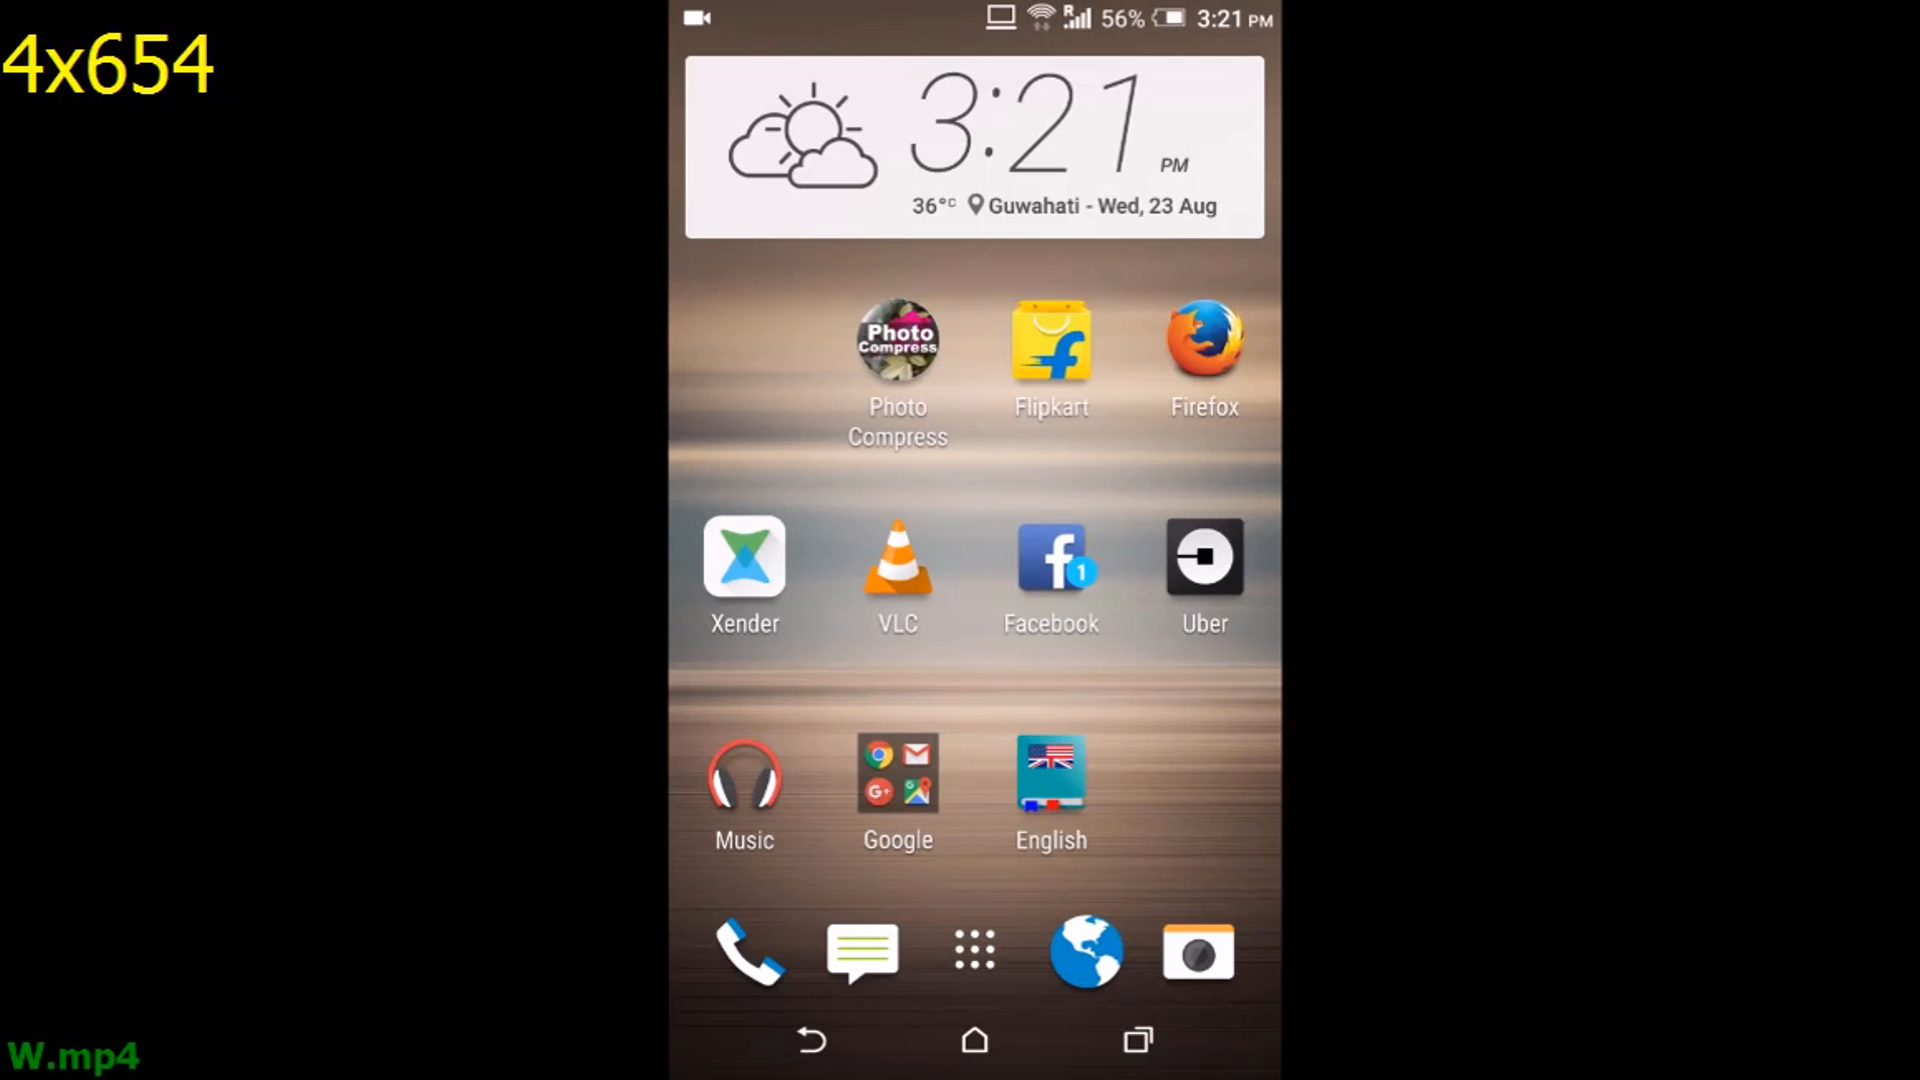 4x654
R 56% 3:21 PM
3:21 PM
36°C Guwahati - Wed, 23 Aug
Photo
Compress
Photo
Compress
Flipkart
Firefox
Xender
VLC
1
Facebook
Uber
Music
G+
Google
English
W.mp4